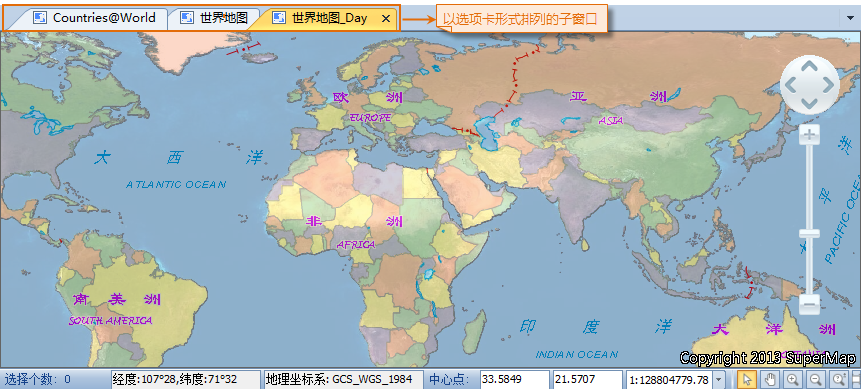 Countries@World 世界地图 世界地图_Day × 以选项卡形式排列的子窗口
欧 洲 亚 洲
EUROPE ASIA
大 西 洋 洋
ATLANTIC OCEAN
平
非 洲 PACIFIC OCEAN
AFRICA 太
南 美 洲
SOUTH AMERICA
印 度 洋 大 洋 洲
INDIAN OCEAN
Copyright 2013 SuperMap
选择个数: 0 经度:107°28,纬度:71°32 地理坐标系: GCS_WGS_1984 中心点: 33.5849 21.5707 1:128804779.78